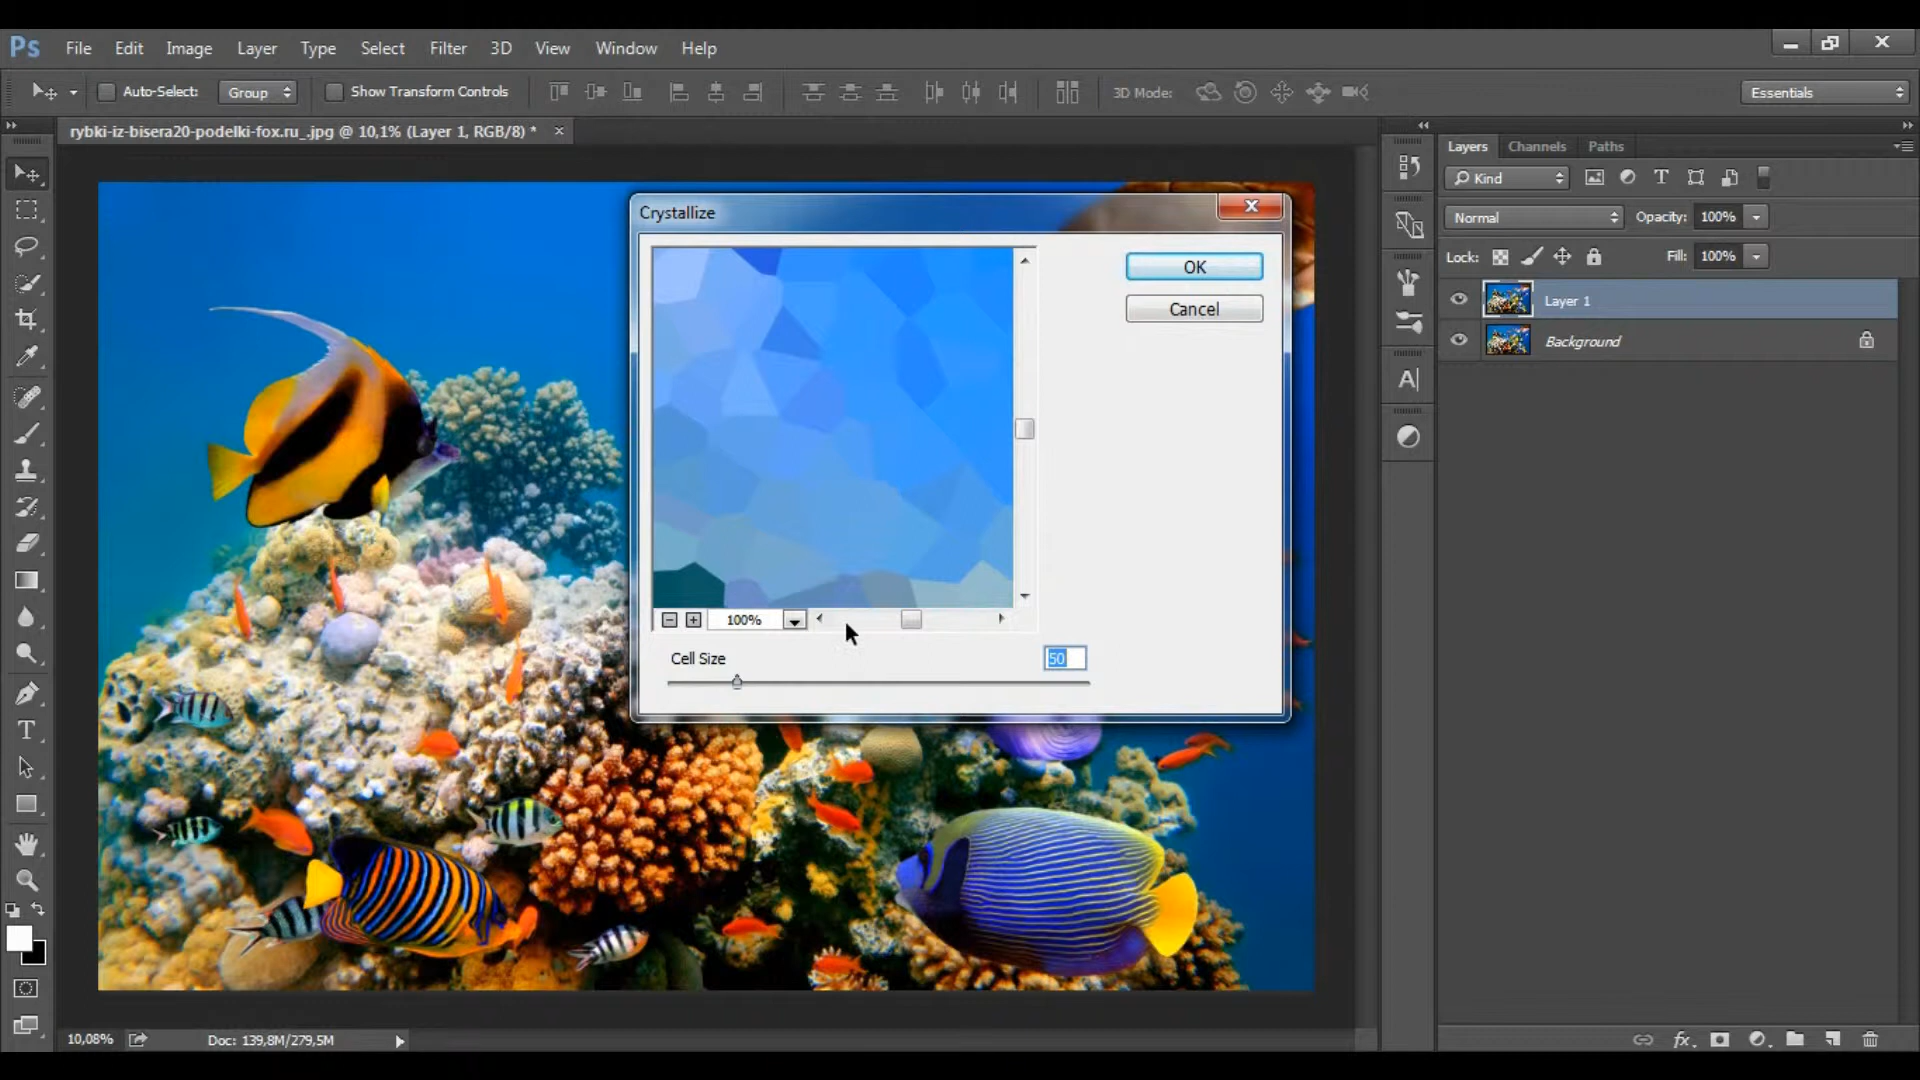 Ps File Edit Image Layer Type Select Filter 3D View Window Help
Auto-Select: Group Show Transform Controls 3D Mode: Essentials
rybki-iz-bisera20-podelki-fox.ru_.jpg @ 10,1% (Layer 1, RGB/8) * ×
Layers Channels Paths
Kind
Normal Opacity: 100%
Lock: Fill: 100%
Layer 1
Background
Crystallize
OK
Cancel
100%
Cell Size 50
10,08% Doc: 139,8M/279,5M